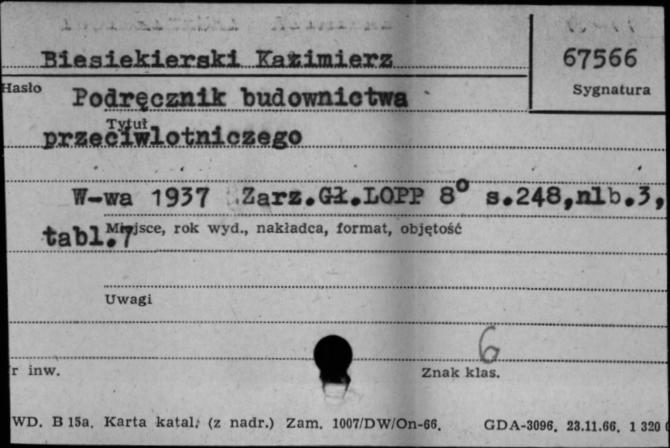 Biesiekierski Kazimierz
67566
Hasło
Sygnatura
Podręcznik budownictwa
Tytuł
przeciwlotniczego
W-wa 1937 Zarz.Gł.LOPP 8° s.248,nlb.3,
Miejsce, rok wyd., nakładca, format, objętość
tabl.7
Uwagi
6
r inw.
Znak klas.
WD. B 15a. Karta katal. (z nadr.) Zam. 1007/DW/On-66. GDA-3096. 23.11.66. 1 320